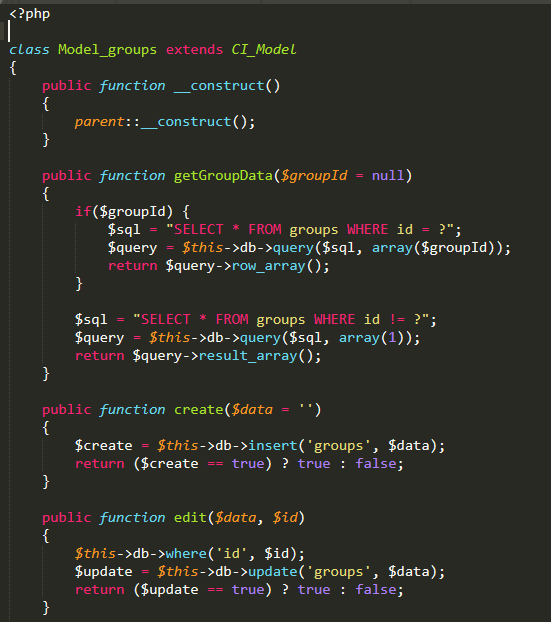 <?php
class Model_groups extends CI_Model
{
    public function __construct()
    {
        parent::__construct();
    }
    public function getGroupData($groupId = null)
    {
        if($groupId) {
            $sql = "SELECT * FROM groups WHERE id = ?";
            $query = $this->db->query($sql, array($groupId));
            return $query->row_array();
        }
        $sql = "SELECT * FROM groups WHERE id != ?";
        $query = $this->db->query($sql, array(1));
        return $query->result_array();
    }
    public function create($data = '')
    {
        $create = $this->db->insert('groups', $data);
        return ($create == true) ? true : false;
    }
    public function edit($data, $id)
    {
        $this->db->where('id', $id);
        $update = $this->db->update('groups', $data);
        return ($update == true) ? true : false;
    }